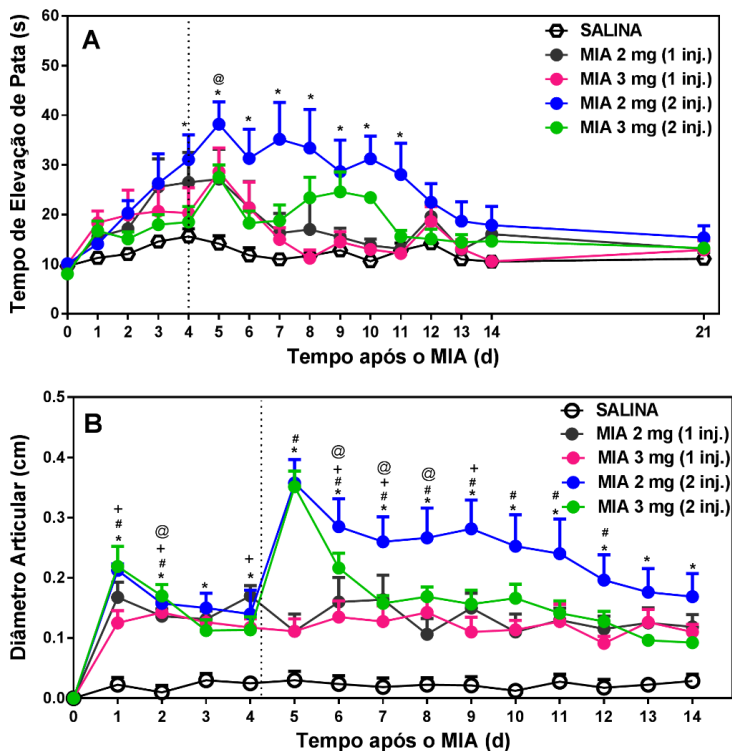 A
Tempo de Elevação de Pata (s)
60
50
40
30
20
10
0
SALINA
MIA 2 mg (1 inj.)
MIA 3 mg (1 inj.)
MIA 2 mg (2 inj.)
MIA 3 mg (2 inj.)
@
* * * * * * * *
0 1 2 3 4 5 6 7 8 9 10 11 12 13 14 21
Tempo após o MIA (d)
B
Diâmetro Articular (cm)
0.5
0.4
0.3
0.2
0.1
0.0
SALINA
MIA 2 mg (1 inj.)
MIA 3 mg (1 inj.)
MIA 2 mg (2 inj.)
MIA 3 mg (2 inj.)
+
#
*
@
+
#
*
*
+
*
#
*
@
+
#
*
@
+
#
*
@
#
*
+
#
*
#
*
#
*
#
*
*
*
0 1 2 3 4 5 6 7 8 9 10 11 12 13 14
Tempo após o MIA (d)